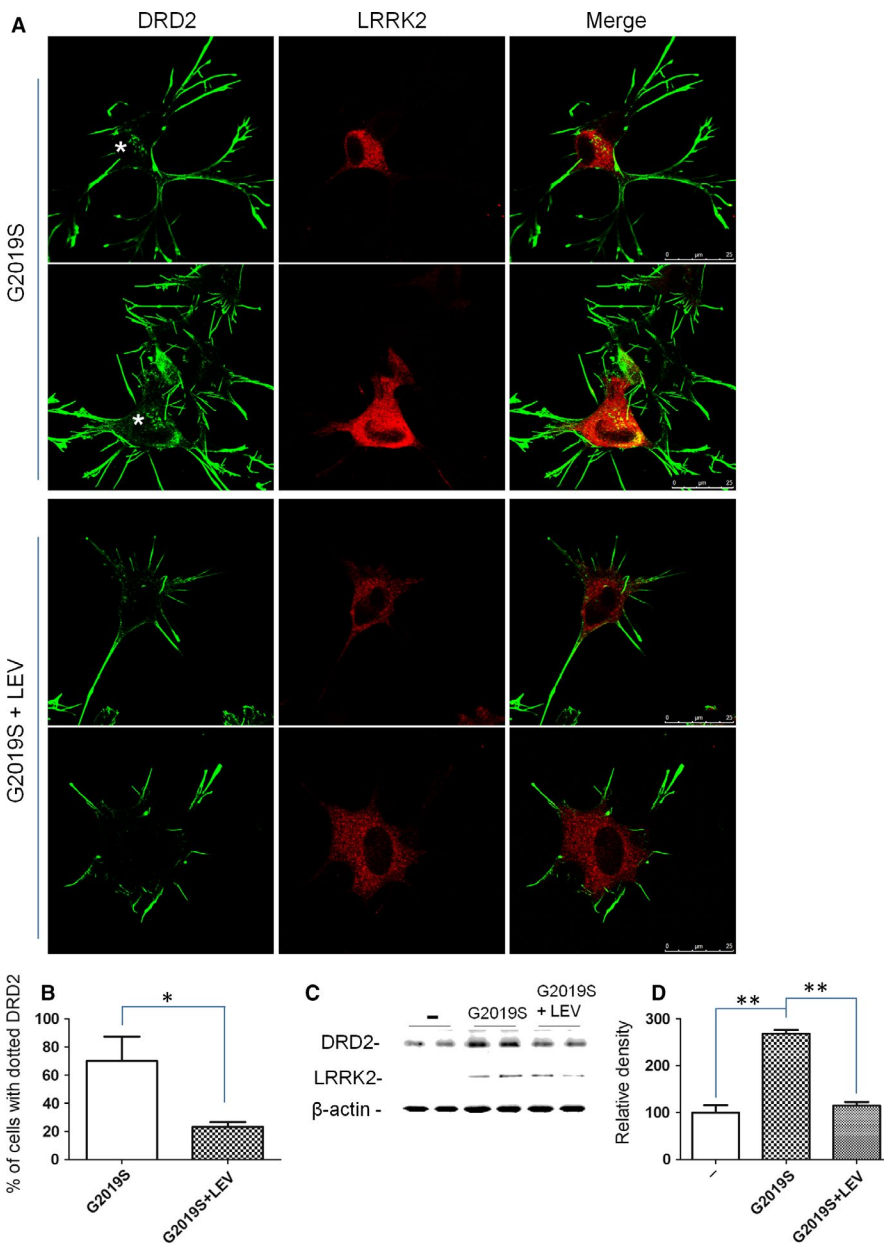 A
DRD2 LRRK2 Merge
G2019S
*
0 µm 25
*
0 µm 25
G2019S + LEV
0 µm 25
0 µm 25
B
% of cells with dotted DRD2
100
80
60
40
20
0
*
G2019S
G2019S+LEV
C
- G2019S G2019S
+ LEV
DRD2-
LRRK2-
β-actin -
D
Relative density
300
200
100
0
** **
–
G2019S
G2019S+LEV